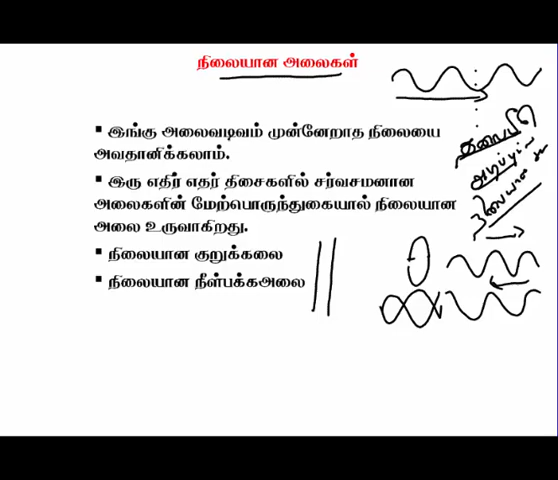 நிலையான அலைகள்
▪ இங்கு அலைவடிவம் முன்னேறாத நிலையை
அவதானிக்கலாம்.
▪ இரு எதிர் எதர் திசைகளில் சர்வசமனான
அலைகளின் மேற்பொருந்துகையால் நிலையான
அலை உருவாகிறது.
▪ நிலையான குறுக்கலை
▪ நிலையான நீள்பக்கஅலை